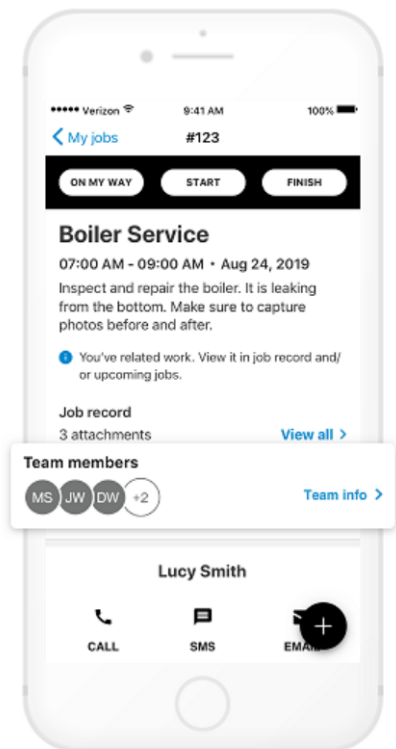 Verizon 9:41 AM 100%
My jobs #123
ON MY WAY START FINISH
Boiler Service
07:00 AM - 09:00 AM • Aug 24, 2019
Inspect and repair the boiler. It is leaking
from the bottom. Make sure to capture
photos before and after.
You've related work. View it in job record and/
or upcoming jobs.
Job record
3 attachments View all >
Team members
MS JW DW +2 Team info >
Lucy Smith
CALL SMS EMAIL